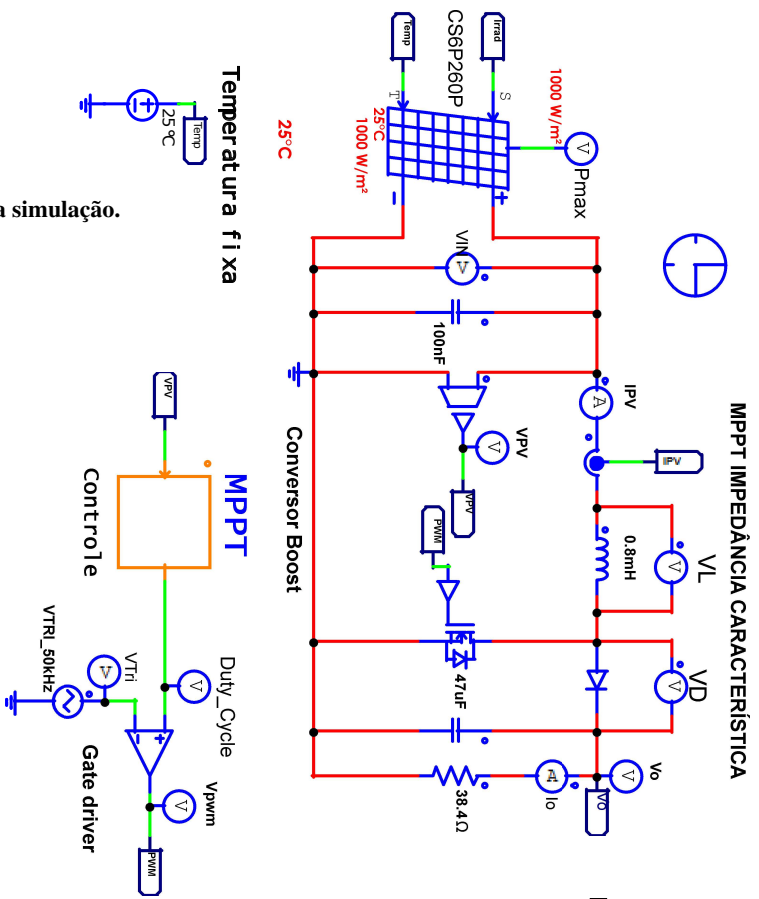 MPPT IMPEDÂNCIA CARACTERÍSTICA
1000 W/m²
Pmax
V
Irrad
Temp
S
T
CS6P260P
25°C
1000 W/m²
+
-
VIN
V
100nF
IPV
A
IPV
VPV
V
VPV
0.8mH
VL
V
VD
V
PWM
47uF
Vo
V
Vo
Io
A
38.4Ω
Conversor Boost
25°C
Temperatura fixa
25°C
Temp
a simulação.
VPV
MPPT
Controle
Duty_Cycle
V
VTri
V
VTRI_50kHz
+
-
Gate driver
Vpwm
V
PWM